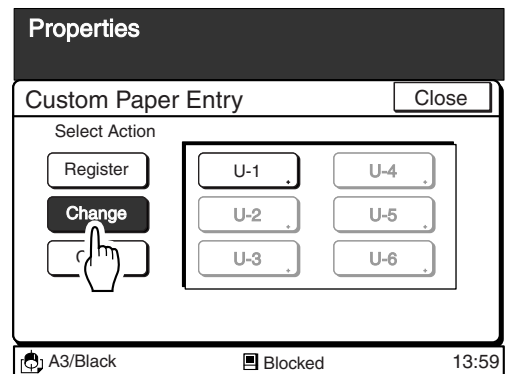 Properties
Custom Paper Entry Close
Select Action
Register U-1 U-4
Change U-2 U-5
U-3 U-6
A3/Black Blocked 13:59